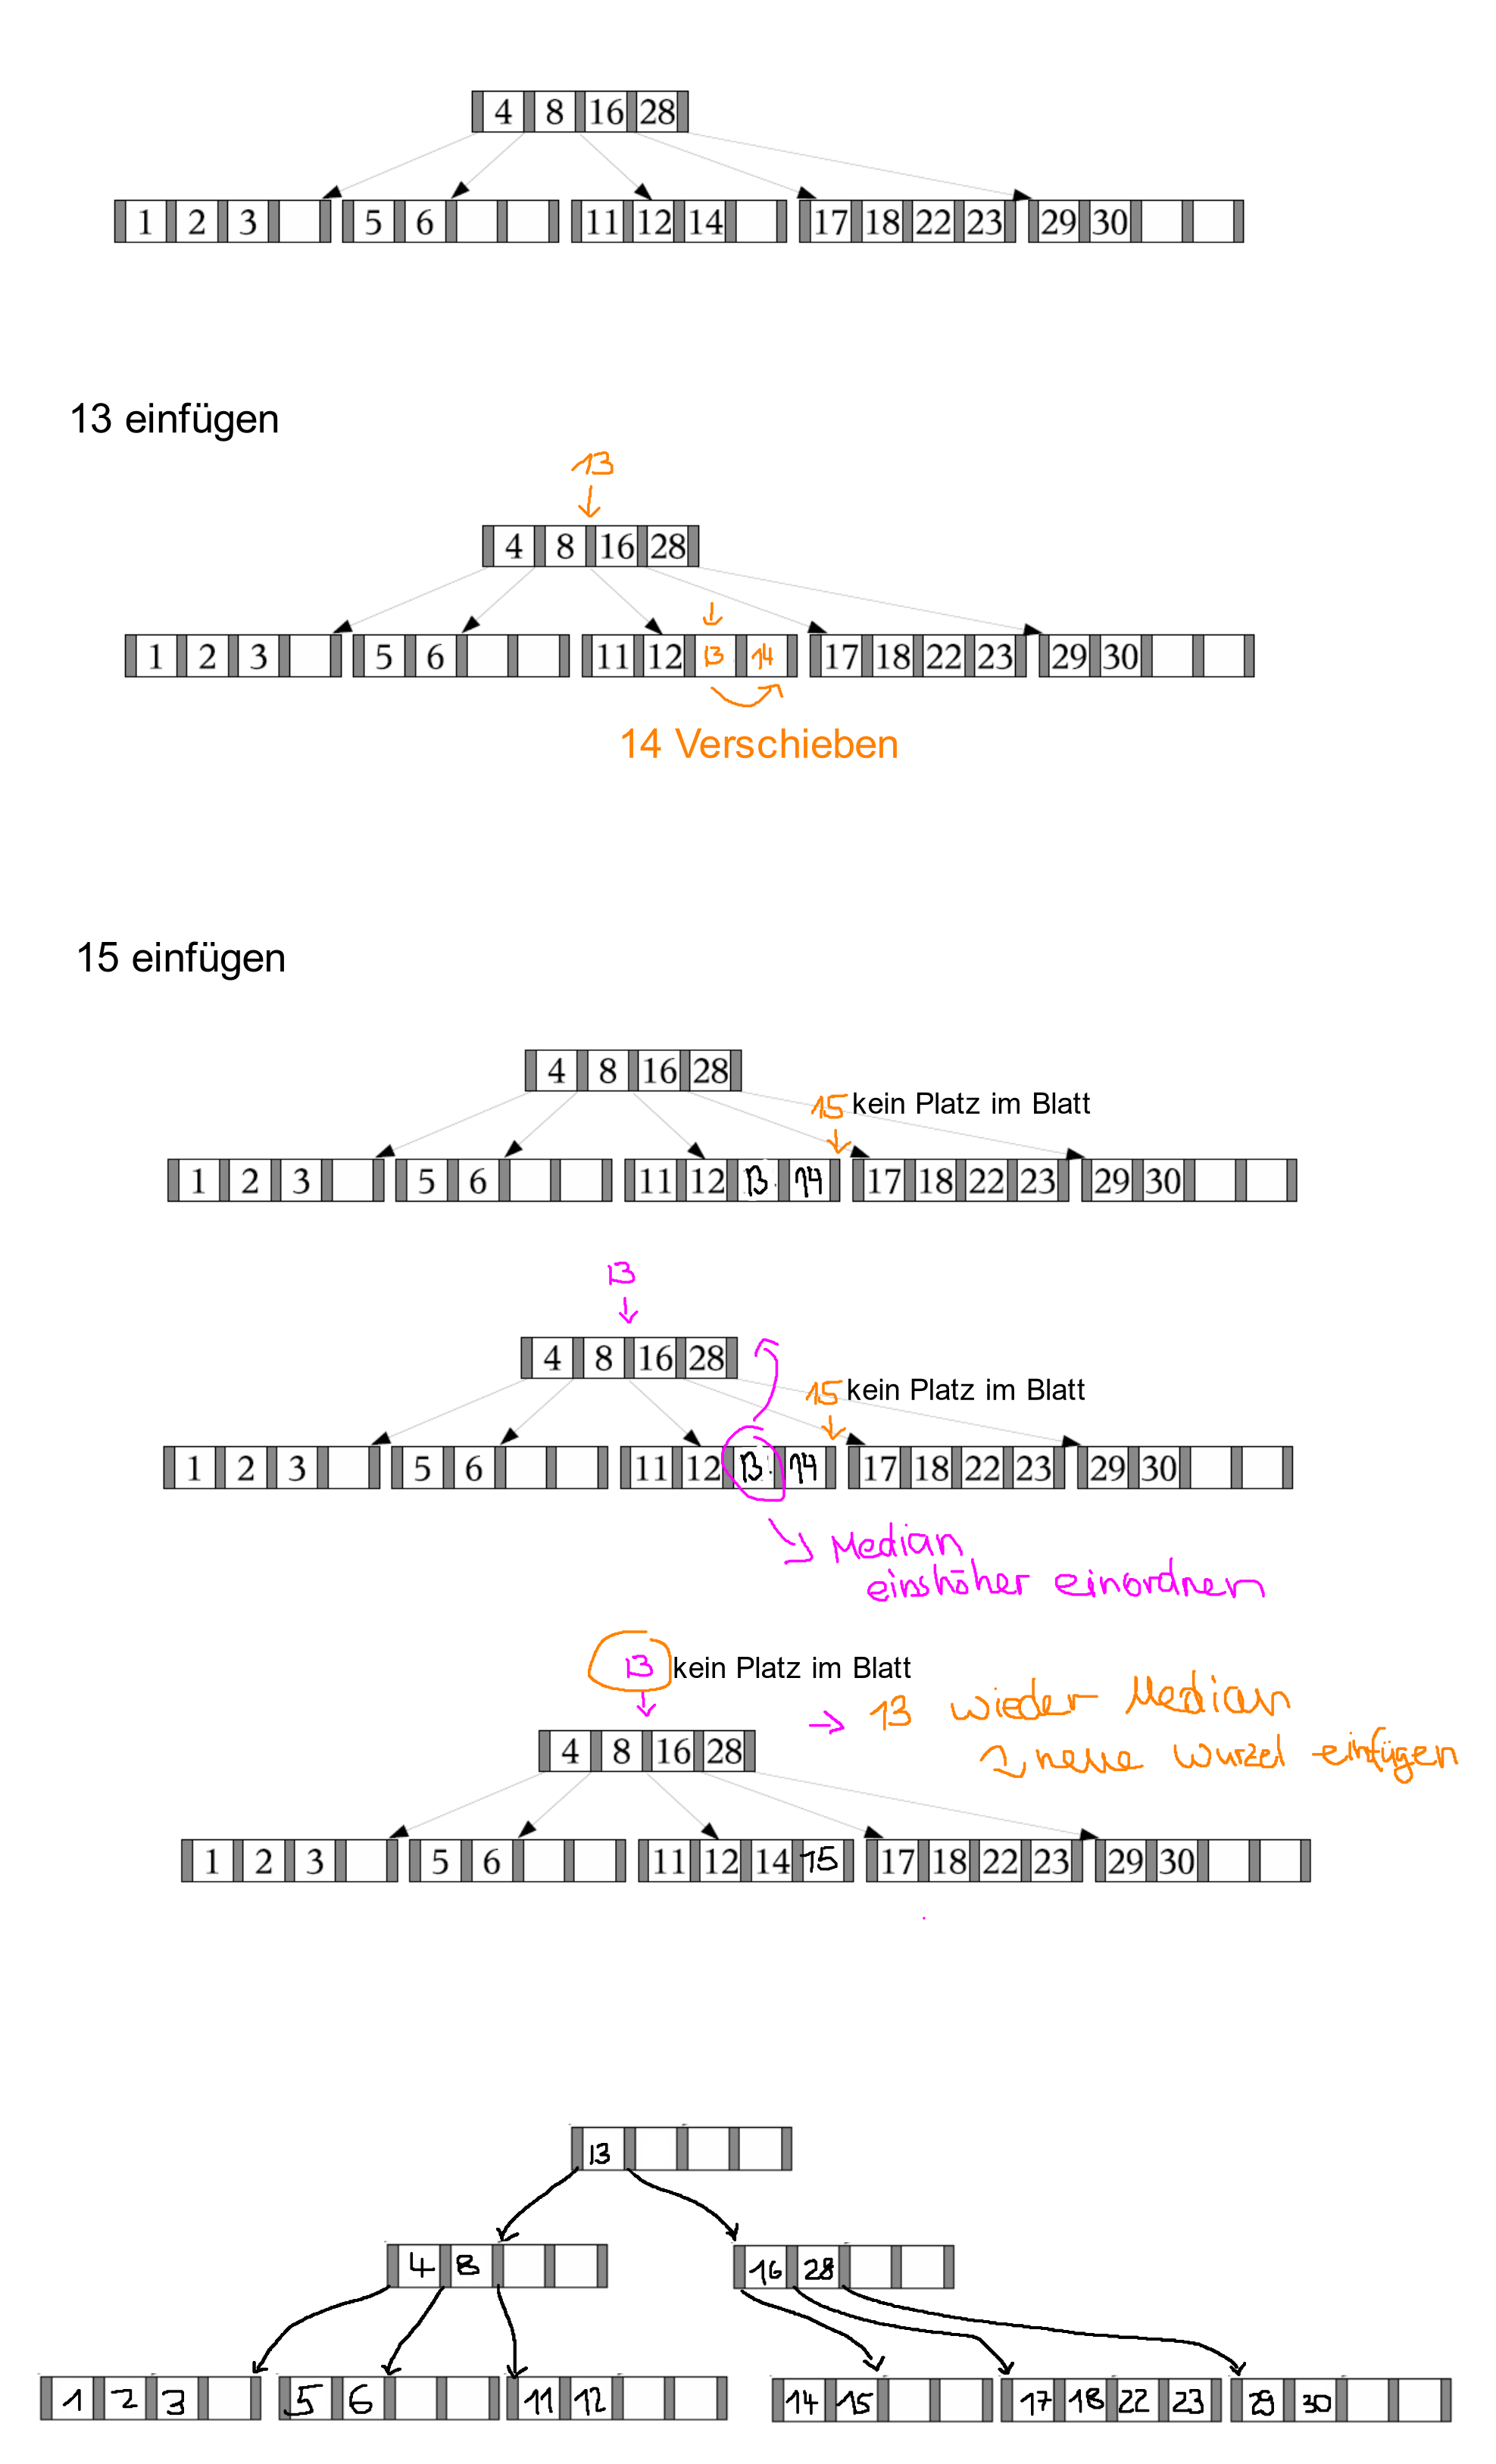 4 8 16 28
1 2 3 5 6 11 12 14 17 18 22 23 29 30
13 einfügen
13
4 8 16 28
1 2 3 5 6 11 12 13 14 17 18 22 23 29 30
14 Verschieben
15 einfügen
4 8 16 28
15 kein Platz im Blatt
1 2 3 5 6 11 12 13 14 17 18 22 23 29 30
13
4 8 16 28
15 kein Platz im Blatt
1 2 3 5 6 11 12 13 14 17 18 22 23 29 30
Median
einshöher einordnen
13 kein Platz im Blatt
13 wieder Median
4 8 16 28
neue wurzel einfügen
1 2 3 5 6 11 12 14 15 17 18 22 23 29 30
13
4 8 16 28
1 2 3 5 6 11 12 14 15 17 18 22 23 29 30